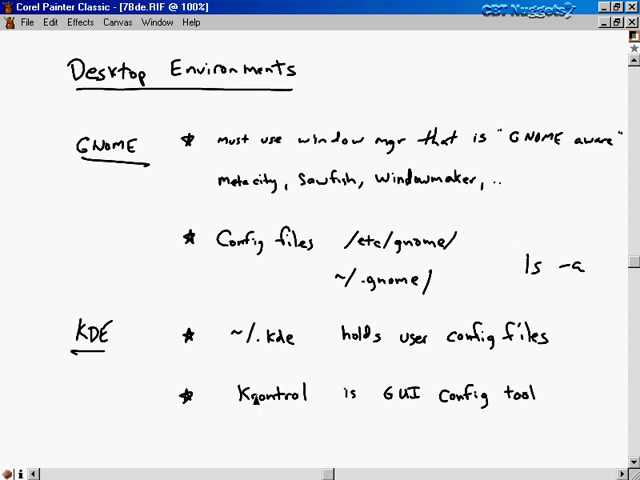 Corel Painter Classic - [7Bde.RIF @ 100%]
CBT Nuggets
File Edit Effects Canvas Window Help
Desktop Environments
GNOME * Must use window mgr that is "GNOME aware"
metacity, Sawfish, Windowmaker, ..
* Config files /etc/gnome/
~/.gnome/
ls -a
KDE * ~/.kde holds user config files
* Kcontrol is GUI Config tool